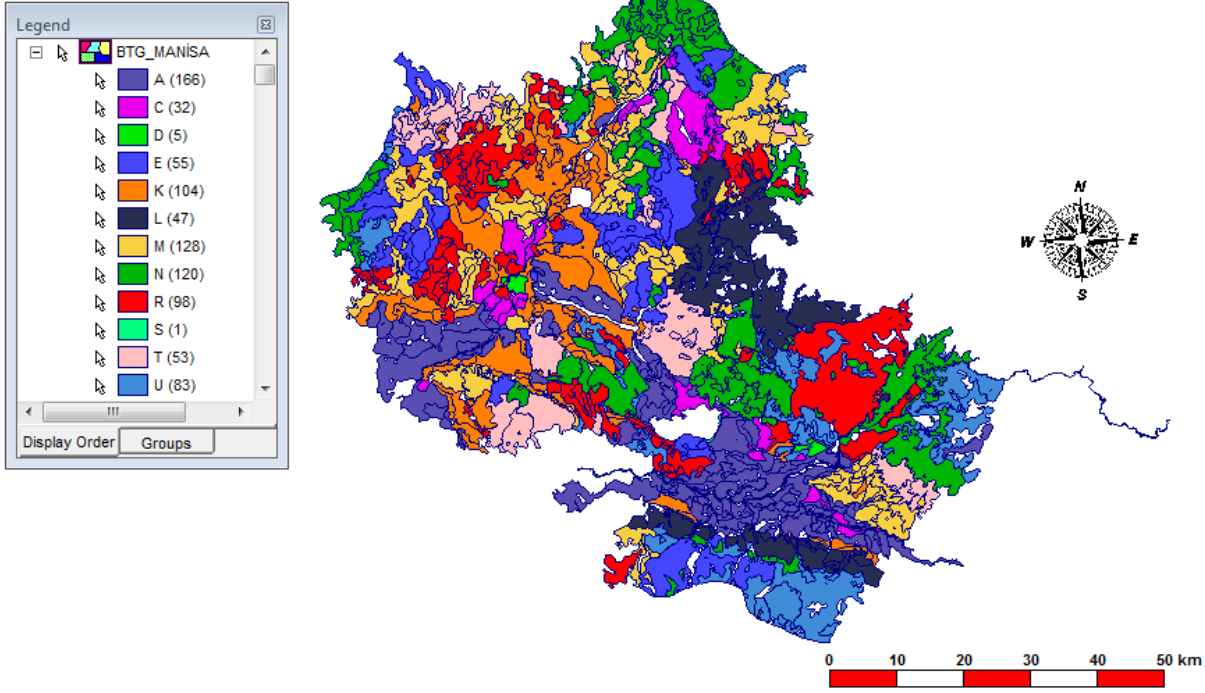 Legend
BTG_MANİSA
A (166)
C (32)
D (5)
E (55)
K (104)
L (47)
M (128)
N (120)
R (98)
S (1)
T (53)
U (83)
Display Order Groups
N
W E
S
0 10 20 30 40 50 km